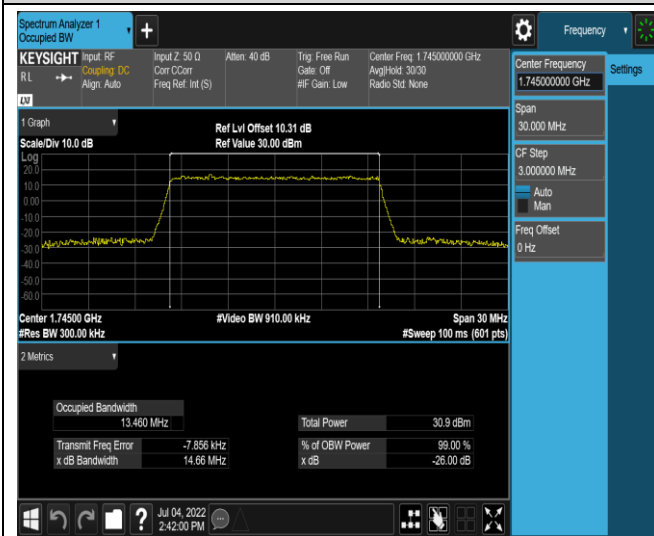 Spectrum Analyzer 1
Occupied BW
Frequency
KEYSIGHT
Input: RF
Coupling: DC
Align: Auto
Input Z: 50 Ω
Corr CCorr
Freq Ref: Int (S)
Atten: 40 dB
Trig: Free Run
Gate: Off
#IF Gain: Low
Center Freq: 1.745000000 GHz
Avg|Hold: 30/30
Radio Std: None
RL
LXI
Center Frequency
1.745000000 GHz
Settings
Span
30.000 MHz
CF Step
3.000000 MHz
Auto
Man
Freq Offset
0 Hz
1 Graph
Scale/Div 10.0 dB
Ref Lvl Offset 10.31 dB
Ref Value 30.00 dBm
Log
20.0
10.0
0.00
-10.0
-20.0
-30.0
-40.0
-50.0
-60.0
Center 1.74500 GHz
#Video BW 910.00 kHz
Span 30 MHz
#Res BW 300.00 kHz
#Sweep 100 ms (601 pts)
2 Metrics
Occupied Bandwidth
13.460 MHz
Total Power 30.9 dBm
Transmit Freq Error -7.856 kHz
% of OBW Power 99.00 %
x dB Bandwidth 14.66 MHz
x dB -26.00 dB
?
Jul 04, 2022
2:42:00 PM